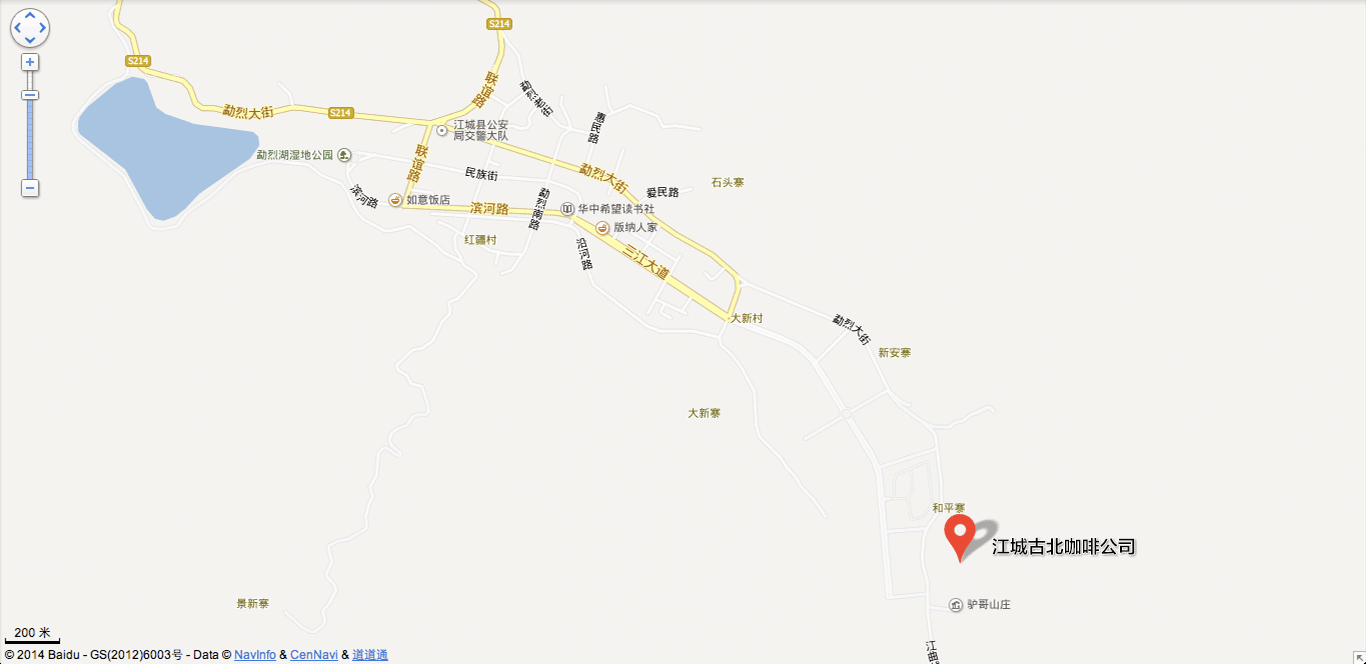 S214
S214
联谊路
勐烈大街
S214
惠民路
江城县公安
局交警大队
勐烈湖湿地公园
联谊路
民族街
勐烈大街
石头寨
滨河路
如意饭店
滨河路
勐烈南路
爱民路
华中希望读书社
版纳人家
红疆村
沿河路
三江大道
大新村
勐烈大街
新安寨
大新寨
和平寨
江城古北咖啡公司
景新寨
驴哥山庄
200 米
© 2014 Baidu - GS(2012)6003号 - Data © NavInfo & CenNavi & 道道通